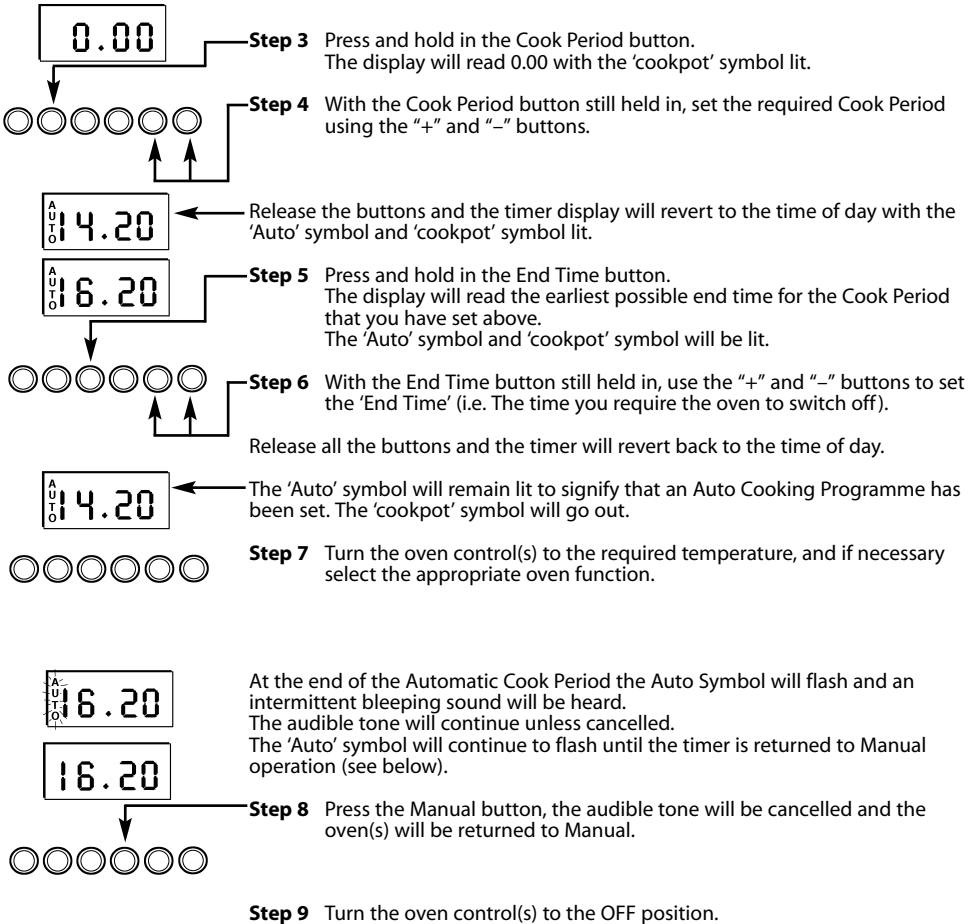 0.00
Step 3 Press and hold in the Cook Period button.
The display will read 0.00 with the ‘cookpot’ symbol lit.
Step 4 With the Cook Period button still held in, set the required Cook Period
using the “+” and “–” buttons.
AUTO 14.20
Release the buttons and the timer display will revert to the time of day with the
‘Auto’ symbol and ‘cookpot’ symbol lit.
AUTO 16.20
Step 5 Press and hold in the End Time button.
The display will read the earliest possible end time for the Cook Period
that you have set above.
The ‘Auto’ symbol and ‘cookpot’ symbol will be lit.
Step 6 With the End Time button still held in, use the “+” and “–” buttons to set
the ‘End Time’ (i.e. The time you require the oven to switch off).
Release all the buttons and the timer will revert back to the time of day.
AUTO 14.20
The ‘Auto’ symbol will remain lit to signify that an Auto Cooking Programme has
been set. The ‘cookpot’ symbol will go out.
Step 7 Turn the oven control(s) to the required temperature, and if necessary
select the appropriate oven function.
AUTO 16.20
At the end of the Automatic Cook Period the Auto Symbol will flash and an
intermittent bleeping sound will be heard.
The audible tone will continue unless cancelled.
The ‘Auto’ symbol will continue to flash until the timer is returned to Manual
operation (see below).
16.20
Step 8 Press the Manual button, the audible tone will be cancelled and the
oven(s) will be returned to Manual.
Step 9 Turn the oven control(s) to the OFF position.